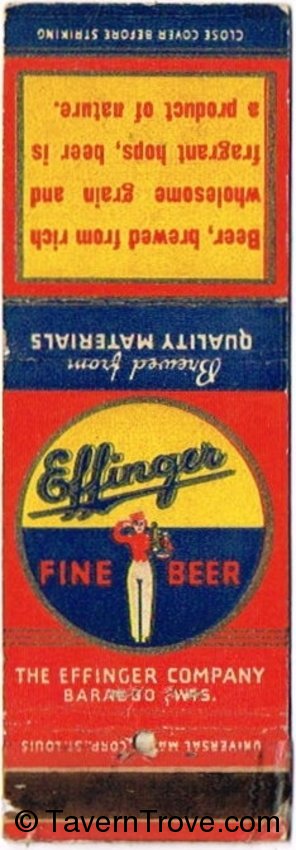 CLOSE COVER BEFORE STRIKING
Beer, brewed from rich
wholesome grain and
fragrant hops, beer is
a product of nature.
Brewed from
QUALITY MATERIALS
Effinger
FINE BEER
THE EFFINGER COMPANY
BARABOO WIS.
UNIVERSAL MATCH CORP. ST. LOUIS
© TavernTrove.com